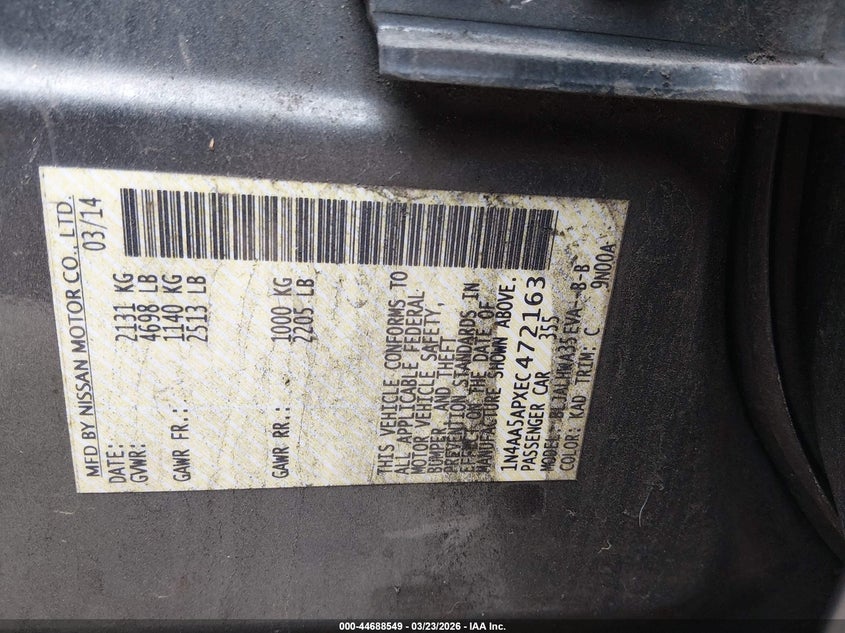 MFD BY NISSAN MOTOR CO., LTD.
DATE: 03/14
GVWR: 2131 KG
4698 LB
GAWR FR.: 1140 KG
2513 LB
GAWR RR.: 1000 KG
2205 LB
THIS VEHICLE CONFORMS TO
ALL APPLICABLE FEDERAL
MOTOR VEHICLE SAFETY,
BUMPER, AND THEFT
PREVENTION STANDARDS IN
EFFECT ON THE DATE OF
MANUFACTURE SHOWN ABOVE.
1N4AA5APXEC472163
PASSENGER CAR 355
MODEL:
COLOR: KAD TRIM: C 9N00A
000-44688549 | 03/23/2026 - IAA Inc.